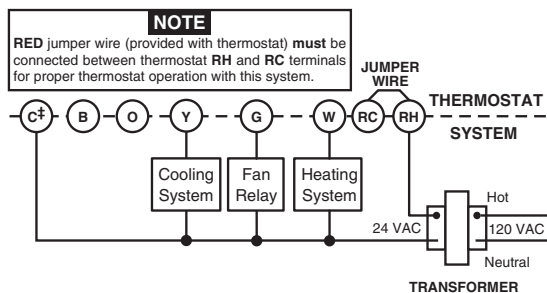 NOTE
RED jumper wire (provided with thermostat) must be
connected between thermostat RH and RC terminals
for proper thermostat operation with this system.
JUMPER
WIRE
C‡ B O Y G W RC RH
THERMOSTAT
SYSTEM
Cooling
System
Fan
Relay
Heating
System
Hot
24 VAC
120 VAC
Neutral
TRANSFORMER